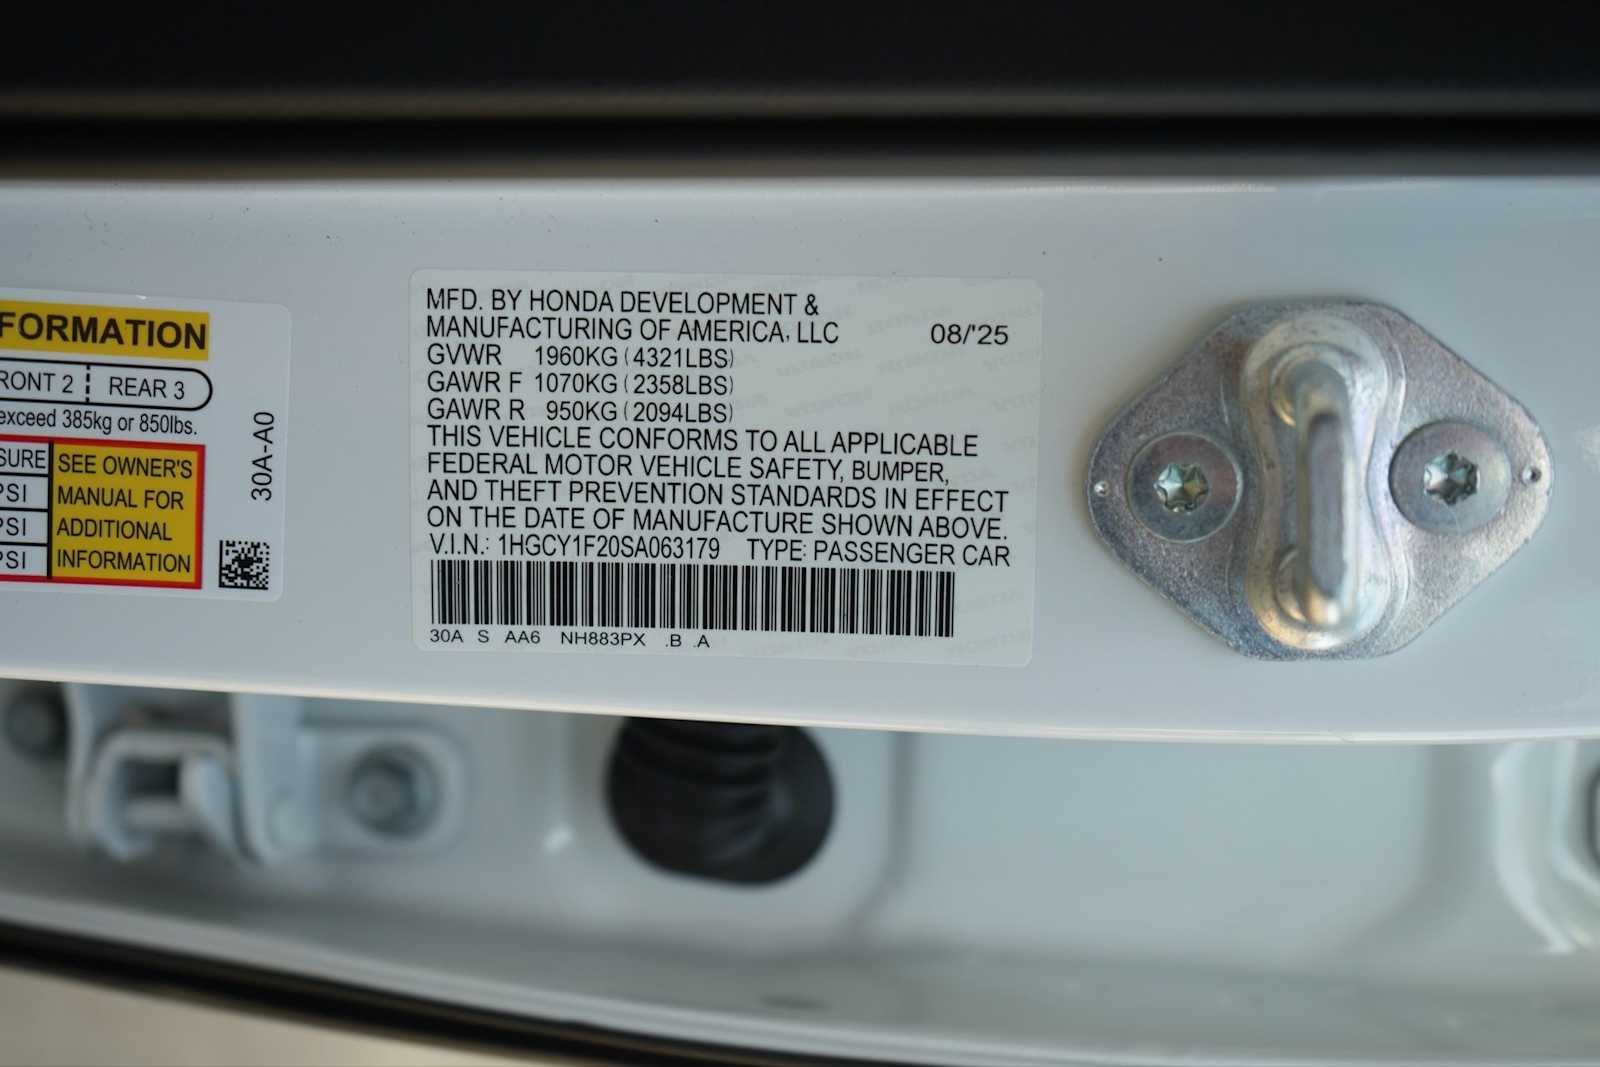 FORMATION
RONT 2 REAR 3
exceed 385kg or 850lbs.
SURE
PSI
PSI
PSI
SEE OWNER'S
MANUAL FOR
ADDITIONAL
INFORMATION
30A-A0
MFD. BY HONDA DEVELOPMENT &
MANUFACTURING OF AMERICA, LLC 08/'25
GVWR 1960KG (4321LBS)
GAWR F 1070KG (2358LBS)
GAWR R 950KG (2094LBS)
THIS VEHICLE CONFORMS TO ALL APPLICABLE
FEDERAL MOTOR VEHICLE SAFETY, BUMPER,
AND THEFT PREVENTION STANDARDS IN EFFECT
ON THE DATE OF MANUFACTURE SHOWN ABOVE.
V.I.N.: 1HGCY1F20SA063179 TYPE: PASSENGER CAR
30A S AA6 NH883PX .B .A